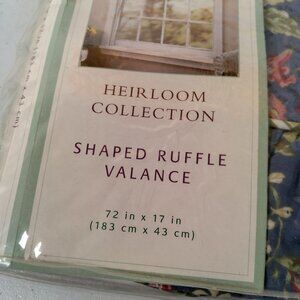 HEIRLOOM
COLLECTION
SHAPED RUFFLE
VALANCE
72 in x 17 in
(183 cm x 43 cm)